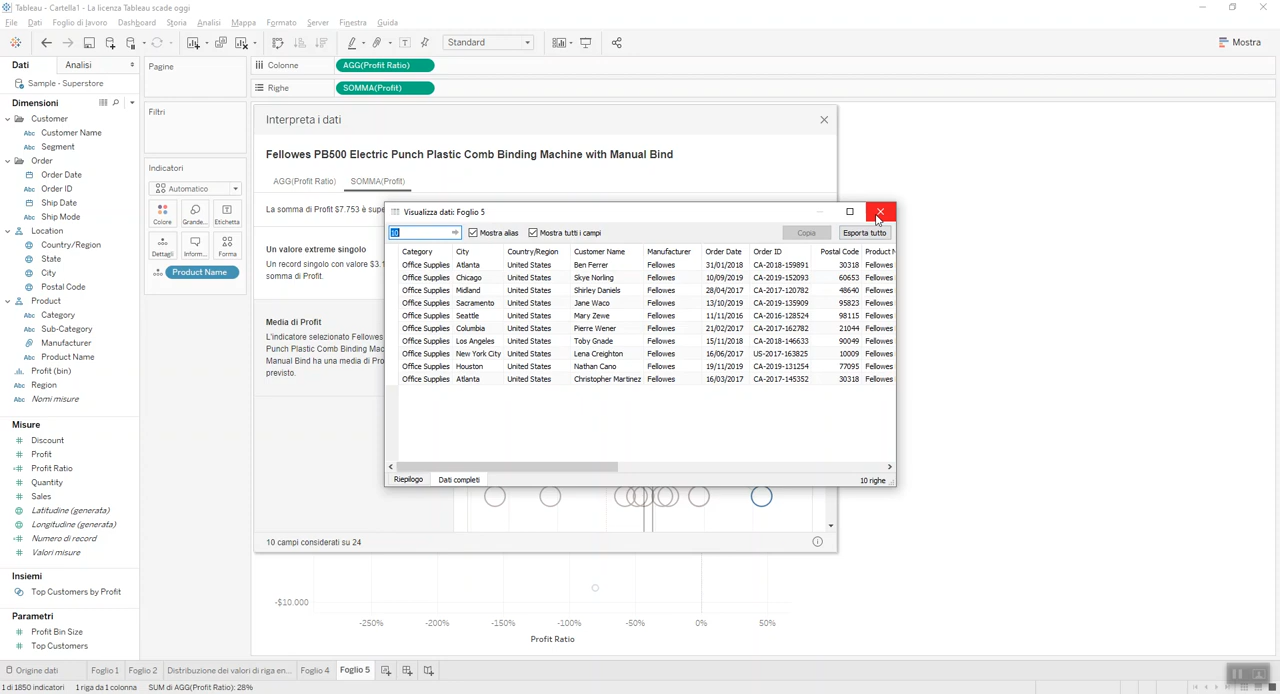 Tableau - Cartella1 - La licenza Tableau scade oggi
File Dati Foglio di lavoro Dashboard Storia Analisi Mappa Formato Server Finestra Guida
Standard
Mostra
Dati Analisi
Sample - Superstore
Dimensioni
Customer
Abc Customer Name
Abc Segment
Order
Order Date
Abc Order ID
Ship Date
Abc Ship Mode
Location
Country/Region
State
City
Postal Code
Product
Abc Category
Abc Sub-Category
Manufacturer
Abc Product Name
Profit (bin)
Abc Region
Abc Nomi misure
Misure
Discount
Profit
Profit Ratio
Quantity
Sales
Latitudine (generata)
Longitudine (generata)
Numero di record
Valori misure
Insiemi
Top Customers by Profit
Parametri
Profit Bin Size
Top Customers
Pagine
Filtri
Indicatori
Automatico
Colore Grande... Etichetta
Dettagli Inform... Forma
Product Name
Colonne AGG(Profit Ratio)
Righe SOMMA(Profit)
Interpreta i dati
Fellowes PB500 Electric Punch Plastic Comb Binding Machine with Manual Bind
AGG(Profit Ratio) SOMMA(Profit)
La somma di Profit $7.753 è supe
Un valore extreme singolo
Un record singolo con valore $3.1
somma di Profit.
Media di Profit
L'indicatore selezionato Fellowes
Punch Plastic Comb Binding Mac
Manual Bind ha una media di Pro
previsto.
10 campi considerati su 24
Visualizza dati: Foglio 5
10 Mostra alias Mostra tutti i campi Copia Esporta tutto
Category City Country/Region Customer Name Manufacturer Order Date Order ID Postal Code Product N
Office Supplies Atlanta United States Ben Ferrer Fellowes 31/01/2018 CA-2018-159891 30318 Fellowes
Office Supplies Chicago United States Skye Norling Fellowes 10/09/2019 CA-2019-152093 60653 Fellowes
Office Supplies Midland United States Shirley Daniels Fellowes 28/04/2017 CA-2017-120782 48640 Fellowes
Office Supplies Sacramento United States Jane Waco Fellowes 13/10/2019 CA-2019-135909 95823 Fellowes
Office Supplies Seattle United States Mary Zewe Fellowes 11/11/2016 CA-2016-128524 98115 Fellowes
Office Supplies Columbia United States Pierre Wener Fellowes 21/02/2017 CA-2017-162782 21044 Fellowes
Office Supplies Los Angeles United States Toby Gnade Fellowes 15/11/2018 CA-2018-146633 90049 Fellowes
Office Supplies New York City United States Lena Creighton Fellowes 16/06/2017 US-2017-163825 10009 Fellowes
Office Supplies Houston United States Nathan Cano Fellowes 19/11/2019 CA-2019-131254 77095 Fellowes
Office Supplies Atlanta United States Christopher Martinez Fellowes 16/03/2017 CA-2017-145352 30318 Fellowes
Riepilogo Dati completi 10 righe
-$10.000
-250% -200% -150% -100% -50% 0% 50%
Profit Ratio
Origine dati Foglio 1 Foglio 2 Distribuzione dei valori di riga en... Foglio 4 Foglio 5
1 di 1850 indicatori 1 riga da 1 colonna SUM di AGG(Profit Ratio): 28%